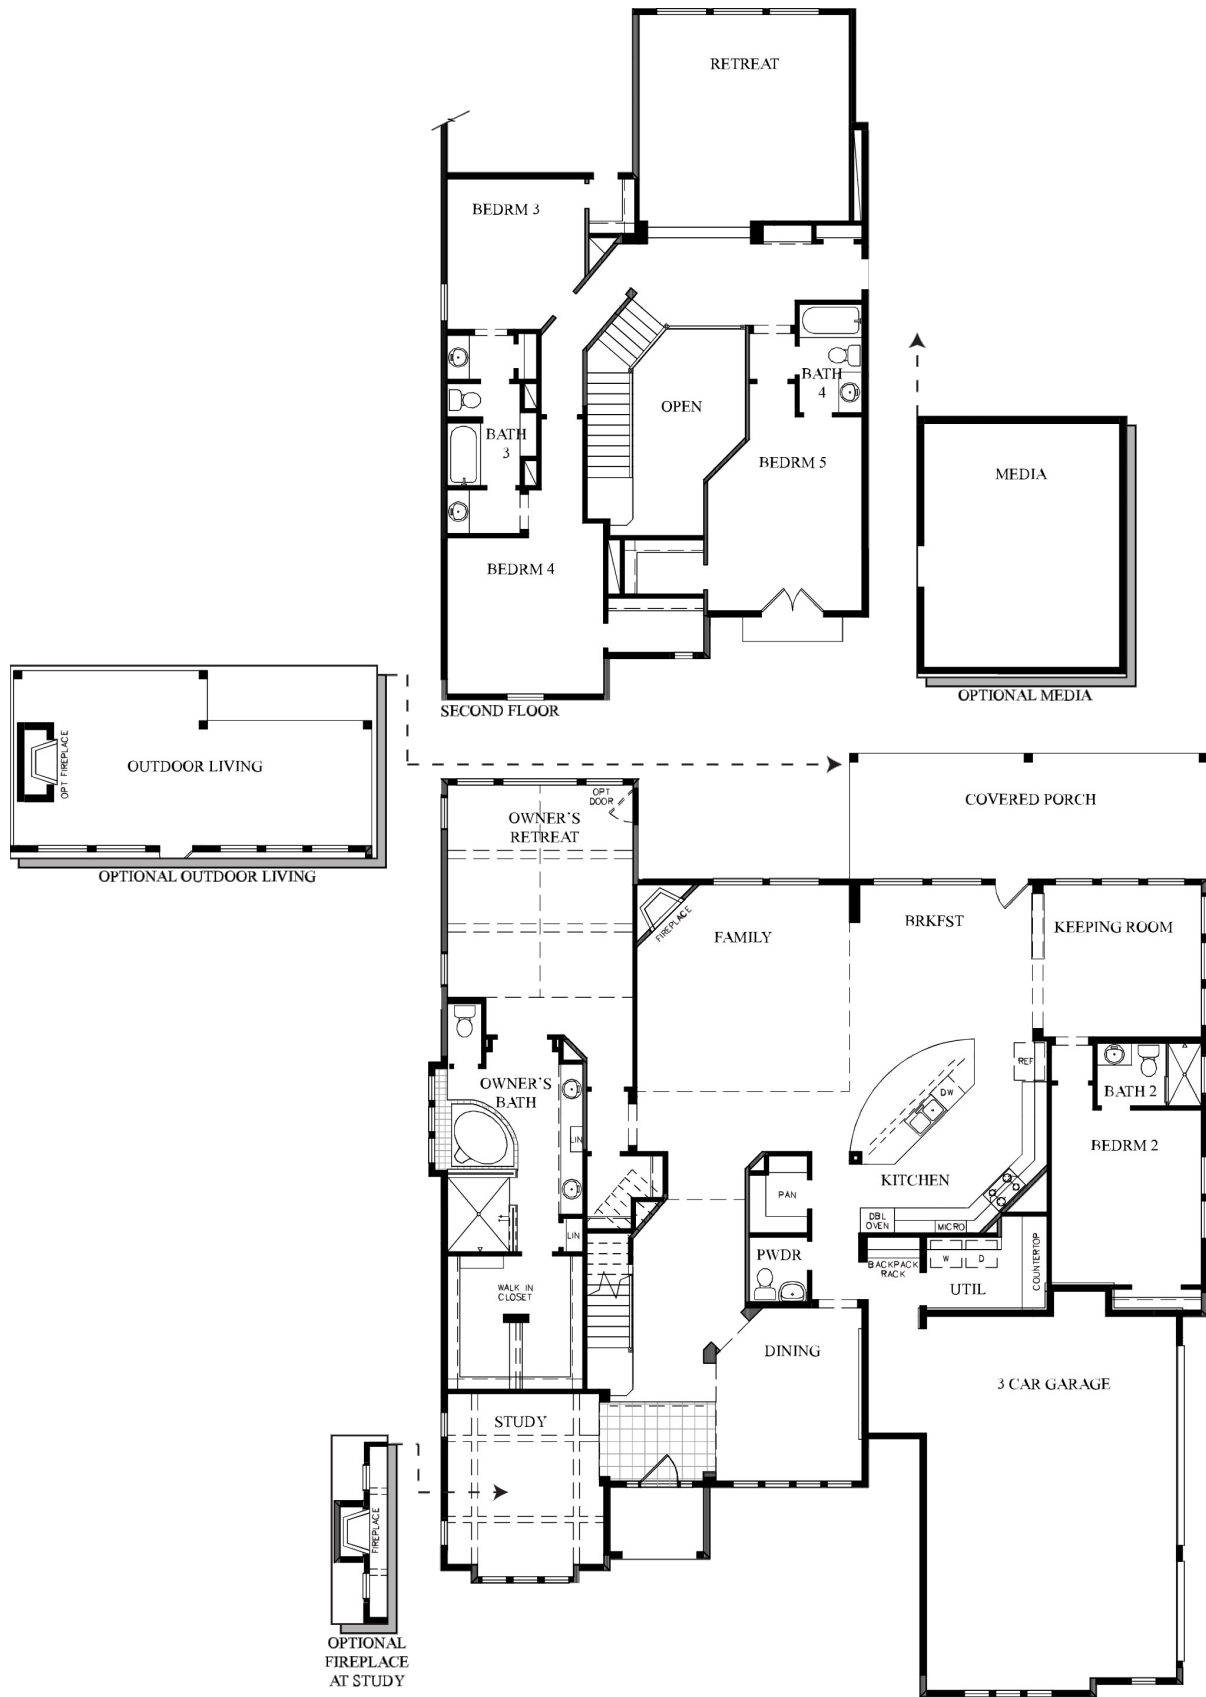 RETREAT
BEDRM 3
BATH
4
OPEN
BATH
3
BEDRM 5
MEDIA
BEDRM 4
OPTIONAL MEDIA
SECOND FLOOR
OPT FIREPLACE
OUTDOOR LIVING
OPTIONAL OUTDOOR LIVING
OPT
DOOR
OWNER'S
RETREAT
COVERED PORCH
FIREPLACE
FAMILY
BRKFST
KEEPING ROOM
REF
OWNER'S
BATH
DW
BATH 2
LIN
BEDRM 2
KITCHEN
PAN
DBL
OVEN
MICRO
LIN
PWDR
BACKPACK
RACK
W
D
COUNTERTOP
UTIL
WALK IN
CLOSET
DINING
3 CAR GARAGE
STUDY
FIREPLACE
OPTIONAL
FIREPLACE
AT STUDY